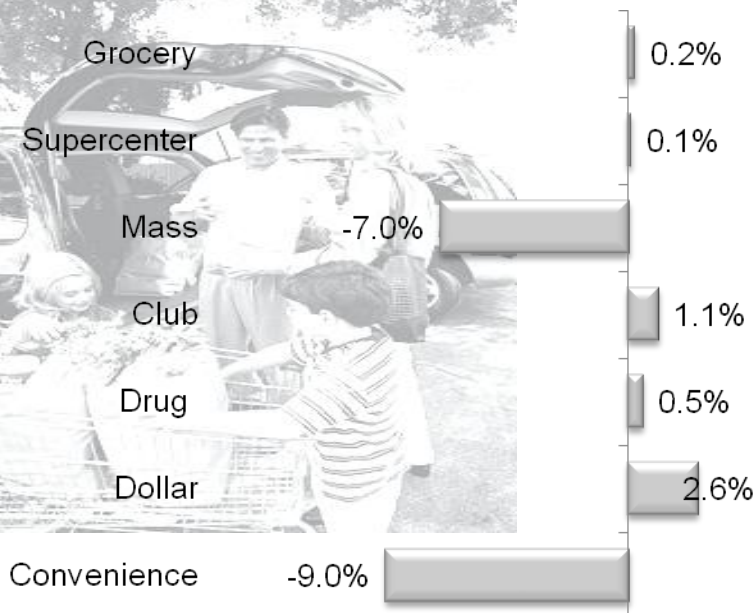 Grocery 0.2%
Supercenter 0.1%
Mass -7.0%
Club 1.1%
Drug 0.5%
Dollar 2.6%
Convenience -9.0%